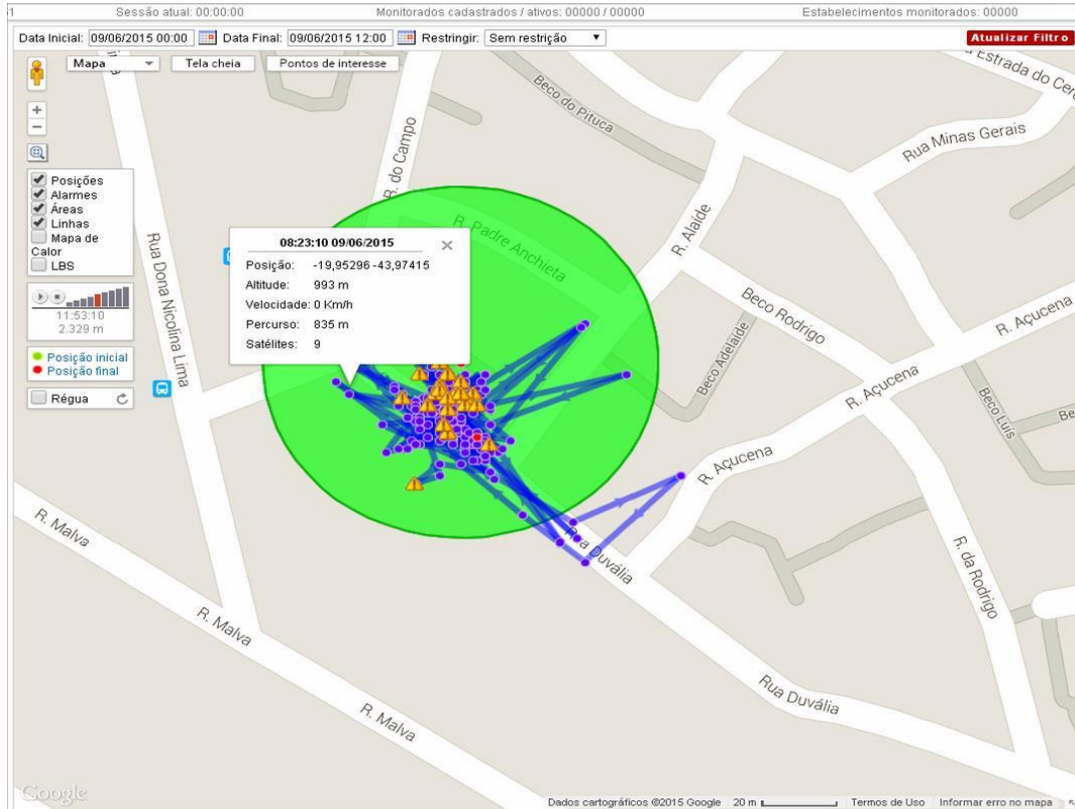 51 Sessão atual: 00:00:00 Monitorados cadastrados / ativos: 00000 / 00000 Estabelecimentos monitorados: 00000
Data Inicial: 09/06/2015 00:00 Data Final: 09/06/2015 12:00 Restringir: Sem restrição Atualizar Filtro
Mapa Tela cheia Pontos de interesse
Estrada do Cer
Beco do Pituca
Rua Minas Gerais
R. do Campo
Posições
Alarmes
Áreas
Linhas
Mapa de
Calor
LBS
R. Alaíde
R. Padre Anchieta
Rua Dona Nicolina Lima
08:23:10 09/06/2015
Posição: -19,95296 -43,97415
Altitude: 993 m
Velocidade: 0 Km/h
Percurso: 835 m
Satélites: 9
11:53:10
2.329 m
Beco Rodrigo
R. Açucena
Beco Adelaide
Posição inicial
Posição final
Régua
R. Açucena
Beco Luis
Be
R. Açucena
R. Malva
Rua Duvália
R. da Rodrigo
R. Malva
Rua Duvália
R. Malva
Google
Dados cartográficos ©2015 Google 20 m Termos de Uso Informar erro no mapa